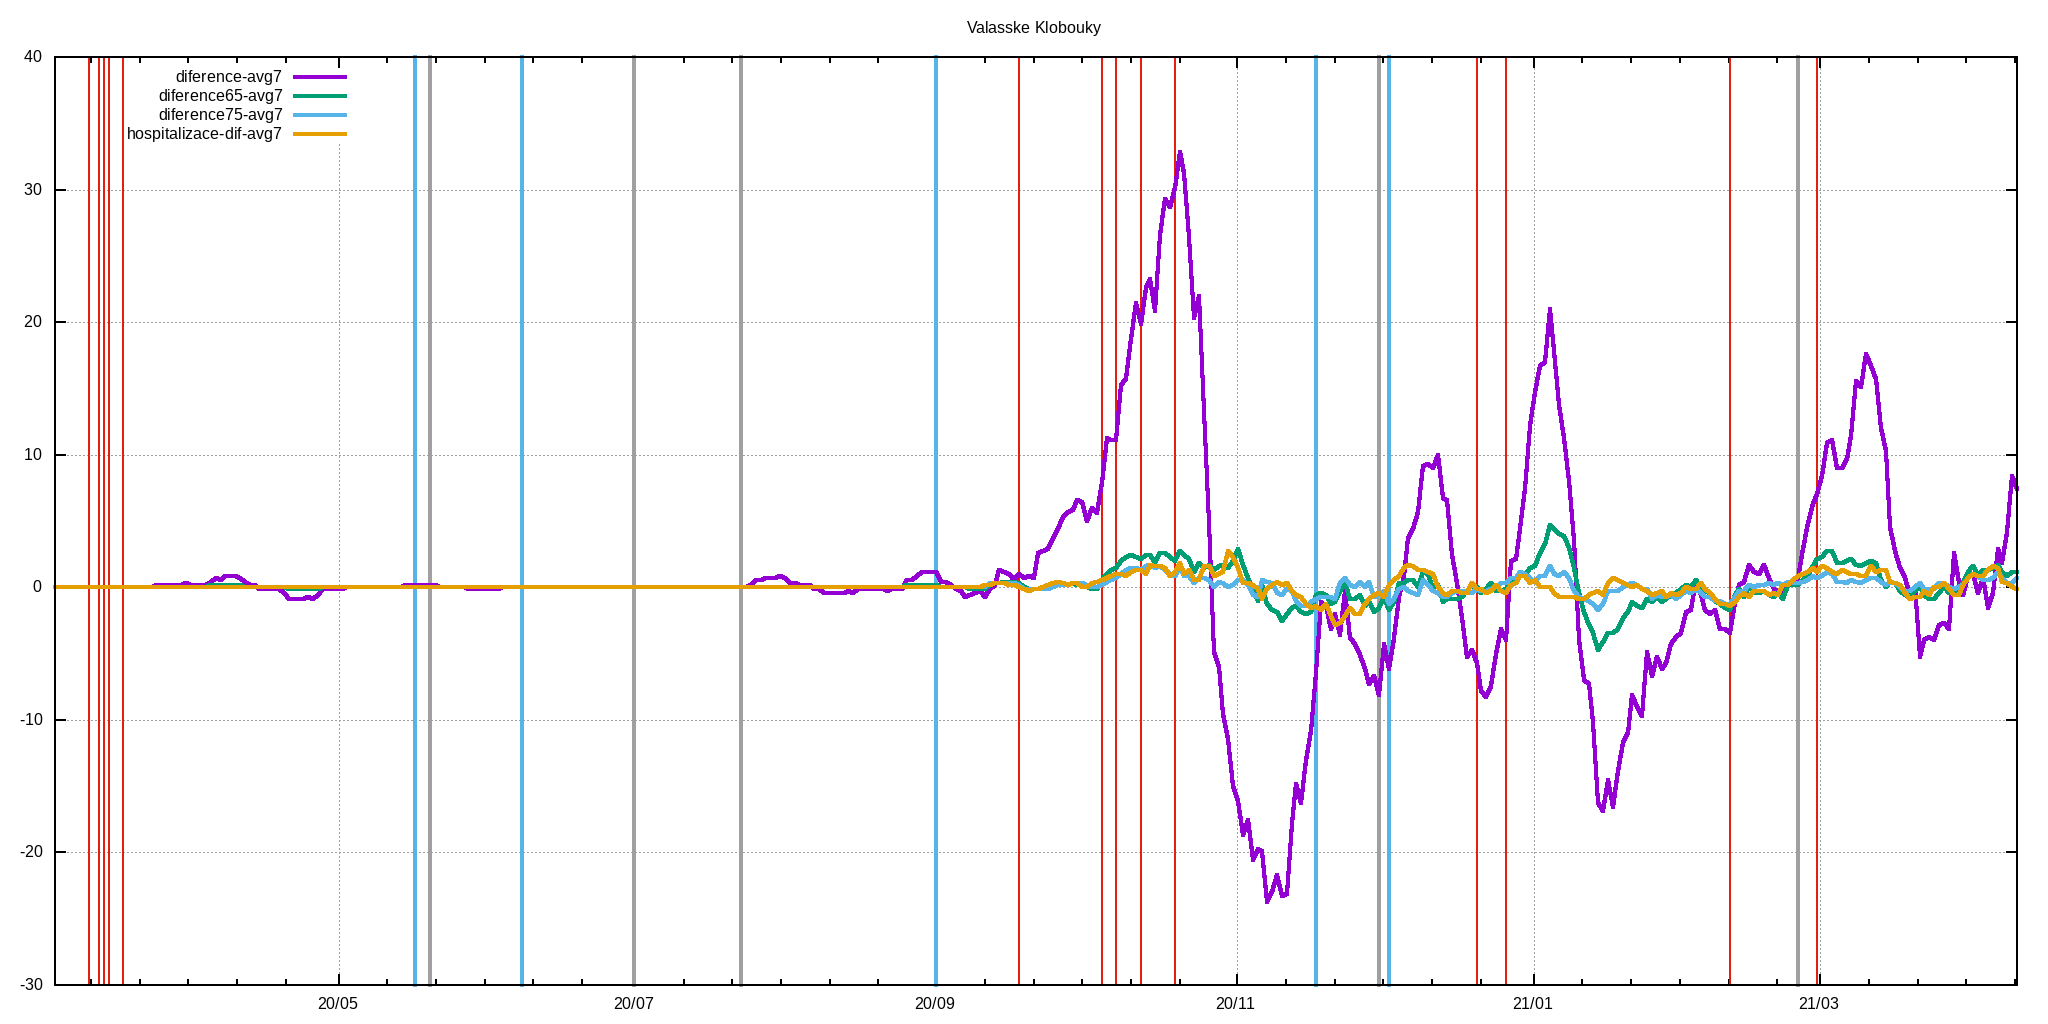 Valasske Klobouky
40
30
20
10
0
-10
-20
-30
diference-avg7
diference65-avg7
diference75-avg7
hospitalizace-dif-avg7
20/05 20/07 20/09 20/11 21/01 21/03